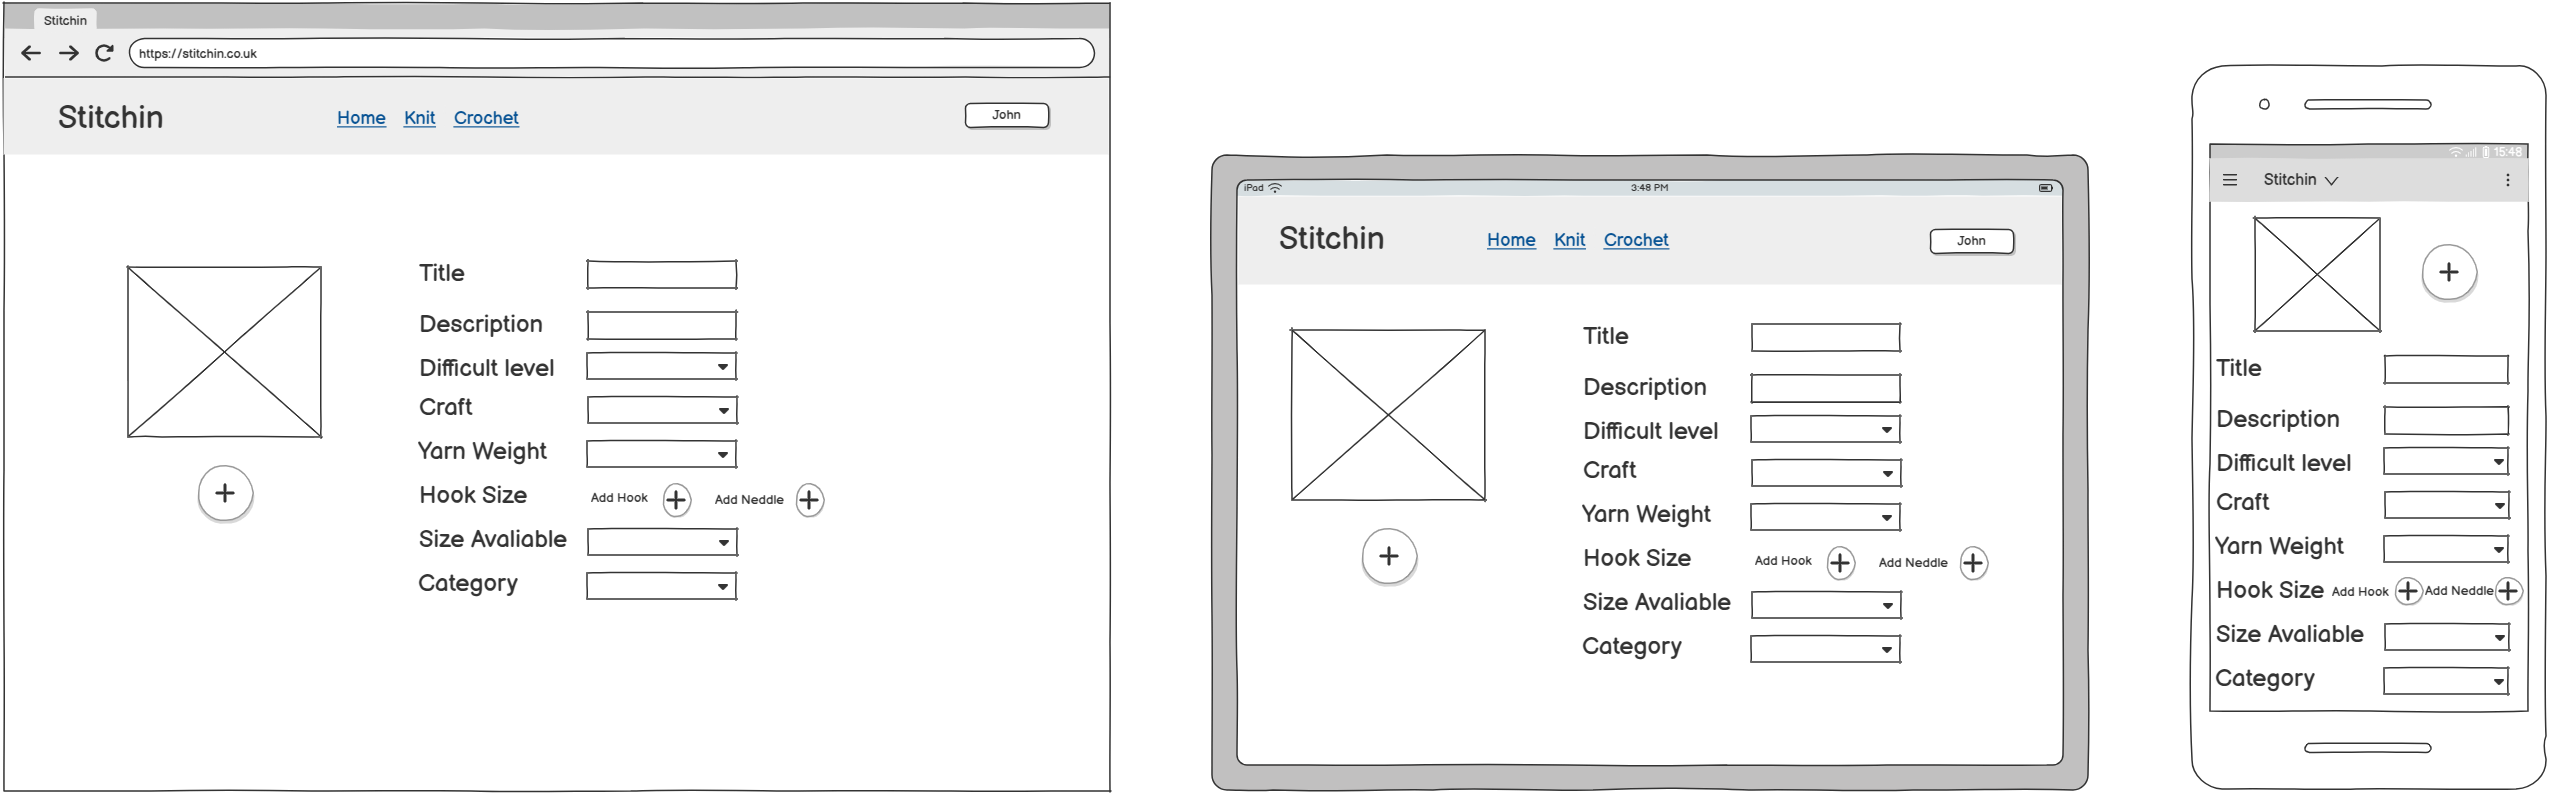 Stitchin
https://stitchin.co.uk
Stitchin Home Knit Crochet John
Title
Description
Difficult level
Craft
Yarn Weight
Hook Size Add Hook Add Neddle
Size Avaliable
Category
iPad 3:48 PM
Stitchin Home Knit Crochet John
Title
Description
Difficult level
Craft
Yarn Weight
Hook Size Add Hook Add Neddle
Size Avaliable
Category
15:48
Stitchin
Title
Description
Difficult level
Craft
Yarn Weight
Hook Size Add Hook Add Neddle
Size Avaliable
Category